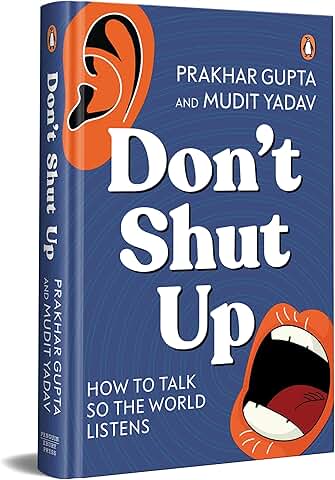 PRAKHAR GUPTA
AND MUDIT YADAV
Don't
Shut
Up
HOW TO TALK
SO THE WORLD
LISTENS
Don't Shut Up
PRAKHAR GUPTA
AND MUDIT YADAV
PENGUIN